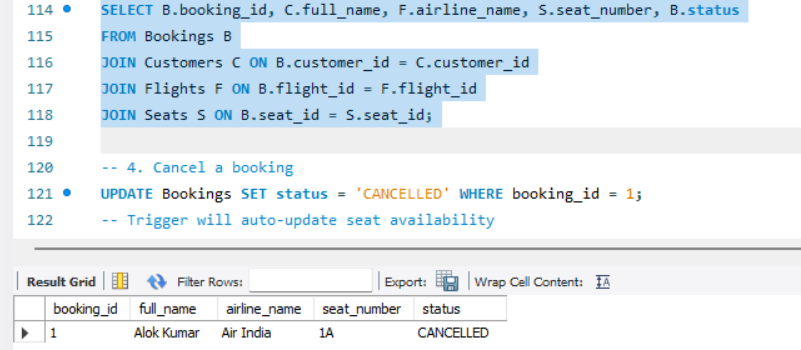 114 SELECT B.booking_id, C.full_name, F.airline_name, S.seat_number, B.status
115 FROM Bookings B
116 JOIN Customers C ON B.customer_id = C.customer_id
117 JOIN Flights F ON B.flight_id = F.flight_id
118 JOIN Seats S ON B.seat_id = S.seat_id;
119
120 -- 4. Cancel a booking
121 UPDATE Bookings SET status = 'CANCELLED' WHERE booking_id = 1;
122 -- Trigger will auto-update seat availability
Result Grid Filter Rows: Export: Wrap Cell Content: IA
booking_id full_name airline_name seat_number status
1 Alok Kumar Air India 1A CANCELLED